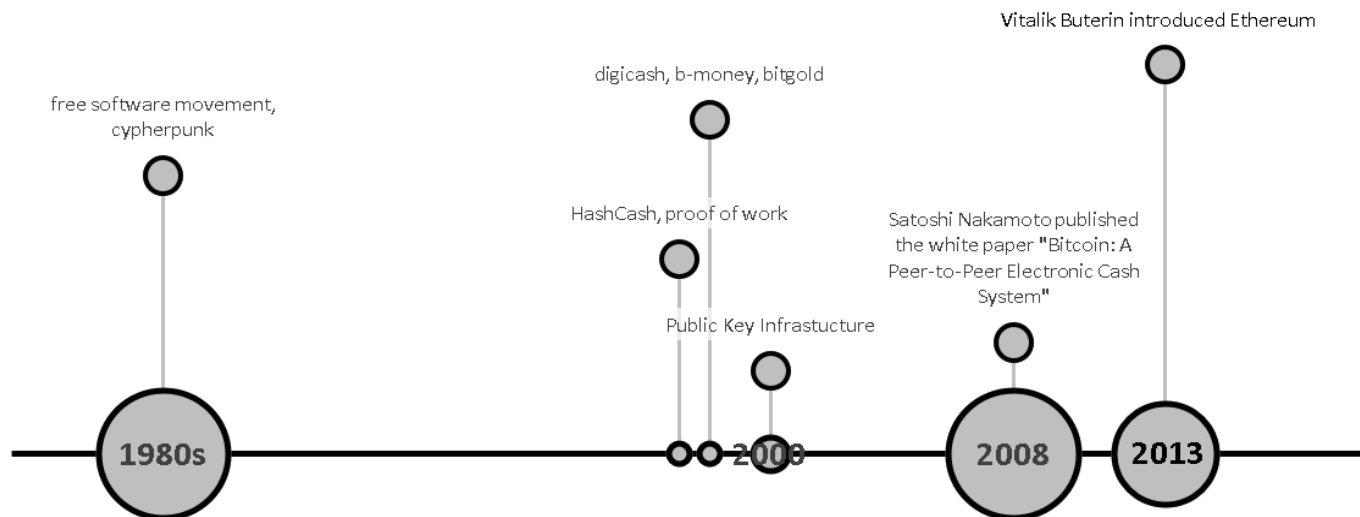 Vitalik Buterin introduced Ethereum
digicash, b-money, bitgold
free software movement,
cypherpunk
HashCash, proof of work
Satoshi Nakamoto published
the white paper "Bitcoin: A
Peer-to-Peer Electronic Cash
System"
Public Key Infrastucture
1980s
2000
2008
2013